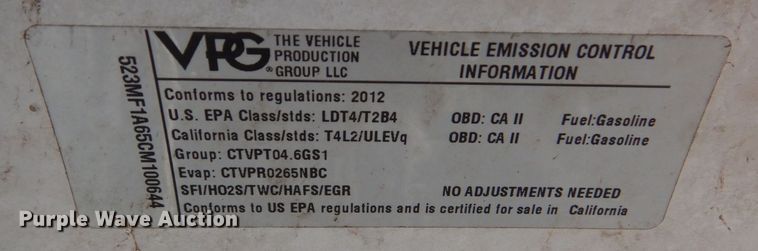 523MF1A65CM100644
VPG
THE VEHICLE
PRODUCTION
® GROUP LLC
VEHICLE EMISSION CONTROL
INFORMATION
Conforms to regulations: 2012
U.S. EPA Class/stds: LDT4/T2B4 OBD: CA II Fuel:Gasoline
California Class/stds: T4L2/ULEVq OBD: CA II Fuel:Gasoline
Group: CTVPT04.6GS1
Evap: CTVPR0265NBC
SFI/HO2S/TWC/HAFS/EGR NO ADJUSTMENTS NEEDED
Conforms to US EPA regulations and is certified for sale in California
Purple Wave Auction